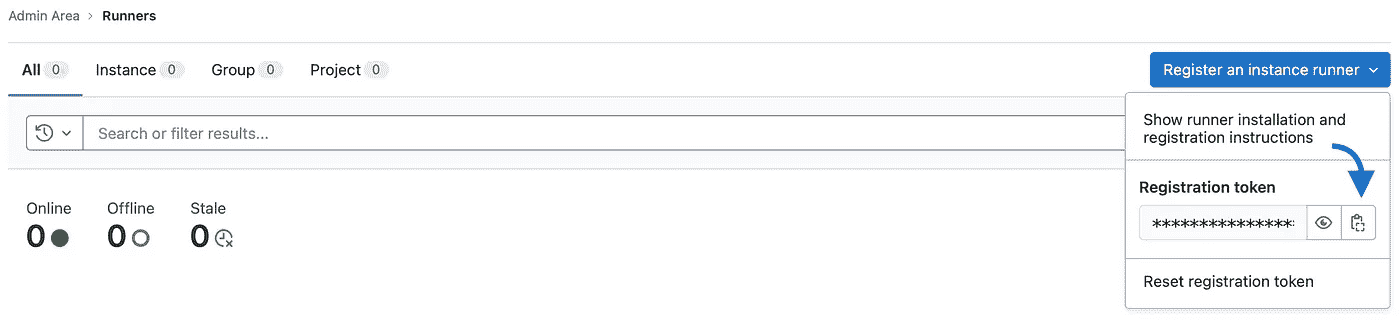 Admin Area > Runners
All 0 Instance 0 Group 0 Project 0
Register an instance runner
Search or filter results...
Show runner installation and
registration instructions
Registration token
***************
Reset registration token
Online
0
Offline
0
Stale
0